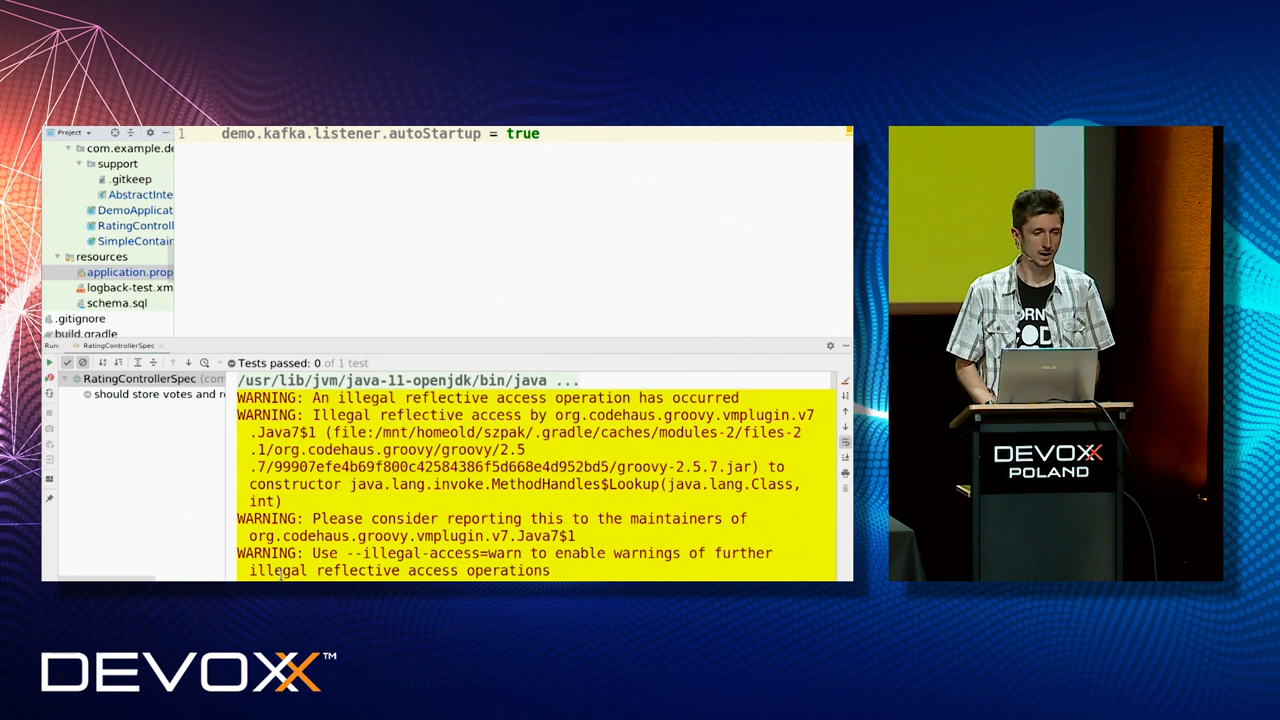 Project
1 demo.kafka.listener.autoStartup = true
com.example.de
support
.gitkeep
AbstractInte
DemoApplicat
RatingControll
SimpleContain
resources
application.prop
logback-test.xm
schema.sql
.gitignore
build.gradle
Run: RatingControllerSpec
Tests passed: 0 of 1 test
RatingControllerSpec (com
should store votes and re
/usr/lib/jvm/java-11-openjdk/bin/java ...
WARNING: An illegal reflective access operation has occurred
WARNING: Illegal reflective access by org.codehaus.groovy.vmplugin.v7
.Java7$1 (file:/mnt/homeold/szpak/.gradle/caches/modules-2/files-2
.1/org.codehaus.groovy/groovy/2.5
.7/99907efe4b69f800c42584386f5d668e4d952bd5/groovy-2.5.7.jar) to
constructor java.lang.invoke.MethodHandles$Lookup(java.lang.Class,
int)
WARNING: Please consider reporting this to the maintainers of
org.codehaus.groovy.vmplugin.v7.Java7$1
WARNING: Use --illegal-access=warn to enable warnings of further
illegal reflective access operations
CODE
DEVOXX
POLAND
DEVOXX™